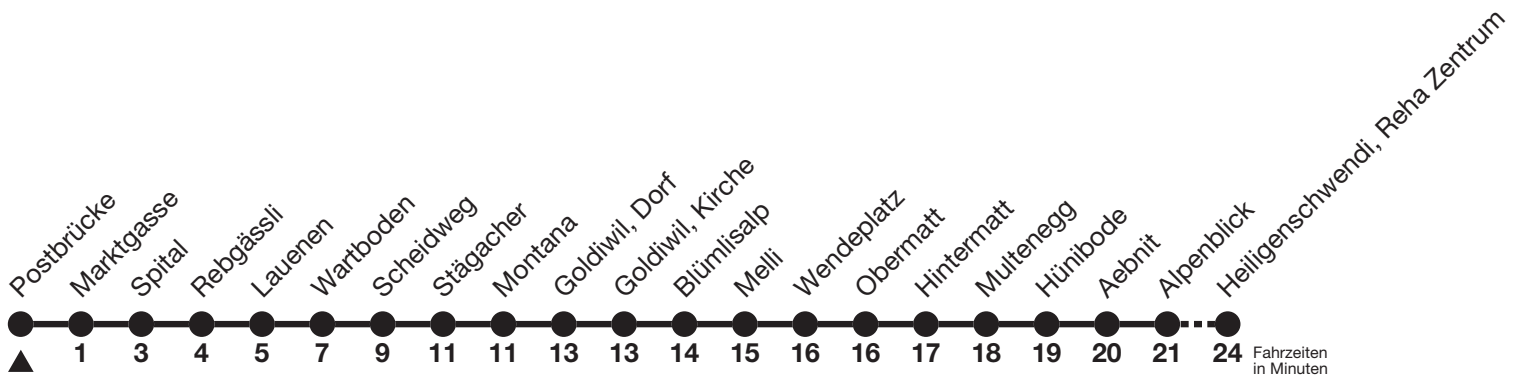 Postbrücke
Marktgasse
Spital
Rebgässli
Lauenen
Wartboden
Scheidweg
Stägacher
Montana
Goldiwil, Dorf
Goldiwil, Kirche
Blümlisalp
Melli
Wendeplatz
Obermatt
Hintermatt
Multenegg
Hünibode
Aebnit
Alpenblick
Heiligenschwendi, Reha Zentrum
1 3 4 5 7 9 11 11 13 13 14 15 16 16 17 18 19 20 21 24 Fahrzeiten
in Minuten